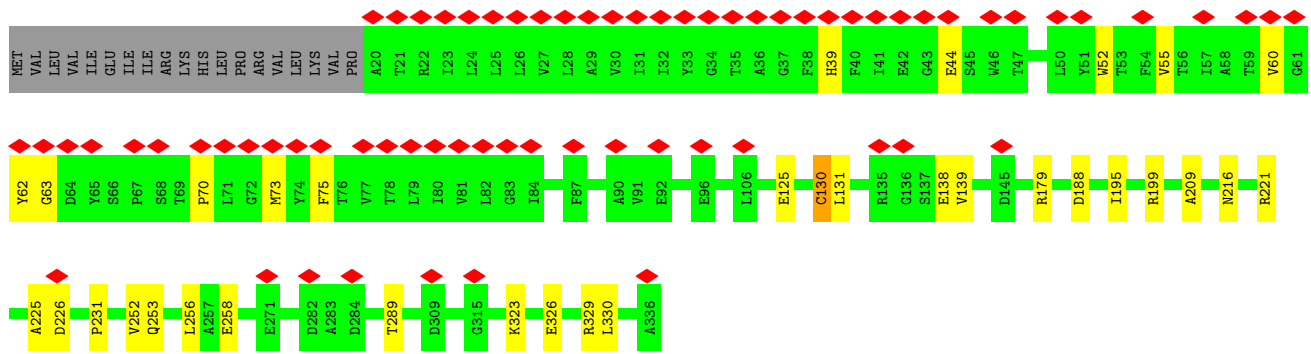 MET VAL LEU VAL ILE GLU ILE ILE ARG LYS HIS LEU PRO ARG VAL LEU LYS VAL PRO A20 T21 R22 I23 L24 L25 L26 V27 L28 A29 V30 I31 I32 Y33 G34 T35 A36 G37 F38 H39 F40 I41 E42 G43 E44 S45 W46 T47 L50 Y51 W52 T53 F54 V55 T56 I57 A58 T59 V60 G61
Y62 G63 D64 Y65 S66 P67 S68 T69 P70 L71 G72 M73 Y74 F75 T76 V77 T78 L79 I80 V81 L82 G83 I84 F87 A90 V91 E92 E96 L106 E125 C130 L131 R135 G136 S137 E138 V139 D145 R179 D188 I195 R199 A209 N216 R221
A225 D226 P231 V252 Q253 L256 A257 E258 E271 D282 A283 D284 T289 D309 G315 K323 E326 R329 L330 A336